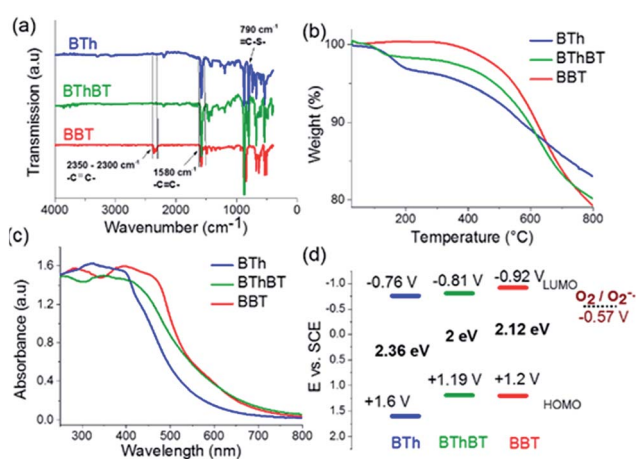 (a)
790 cm-1
=C-S-
BTh
BThBT
BBT
2350 - 2300 cm-1
-C≡C-
1580 cm-1
-C=C-
Transmission (a.u)
4000
3000
2000
1000
0
Wavenumber (cm-1)
(b)
BTh
BThBT
BBT
Weight (%)
100
90
80
200
400
600
800
Temperature (°C)
(c)
BTh
BThBT
BBT
Absorbance (a.u)
1.6
1.2
0.8
0.4
0.0
300
400
500
600
700
800
Wavelength (nm)
(d)
E vs. SCE
-1.0
-0.5
0.0
0.5
1.0
1.5
2.0
-0.76 V
-0.81 V
-0.92 V
LUMO
O2 / O2-·
-0.57 V
2.36 eV
2 eV
2.12 eV
+1.6 V
+1.19 V
+1.2 V
HOMO
BTh
BThBT
BBT